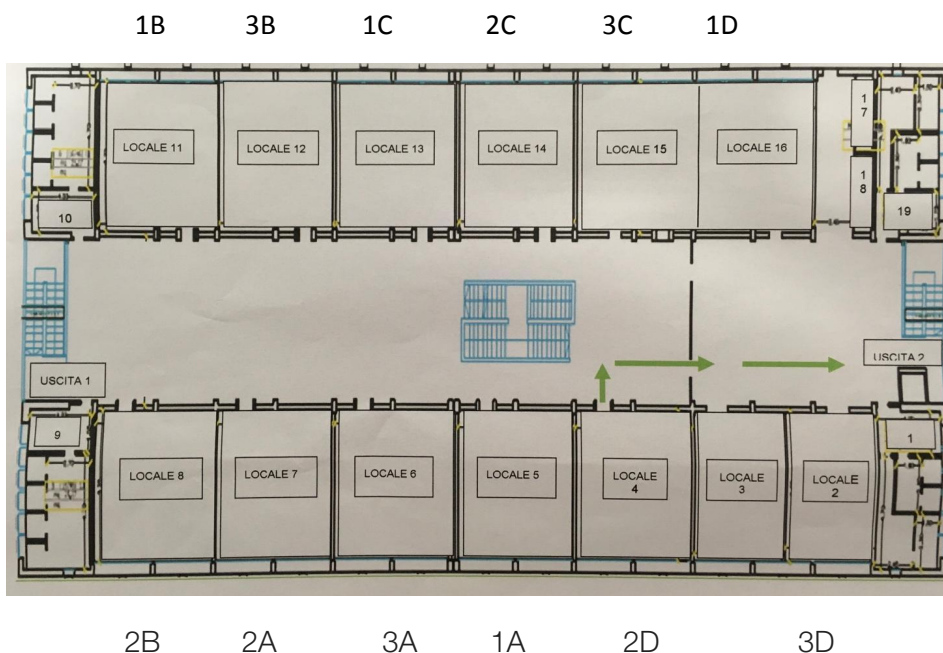 1B 3B 1C 2C 3C 1D
LOCALE 11 LOCALE 12 LOCALE 13 LOCALE 14 LOCALE 15 LOCALE 16
17
18
10
19
USCITA 1
USCITA 2
9
1
LOCALE 8 LOCALE 7 LOCALE 6 LOCALE 5 LOCALE 4 LOCALE 3 LOCALE 2
2B 2A 3A 1A 2D 3D